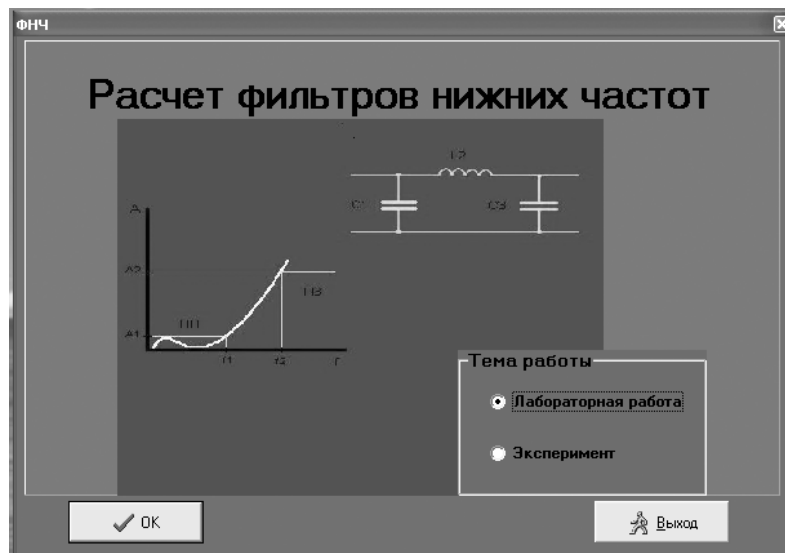 ФНЧ
Расчет фильтров нижних частот
L2
C1
C3
A
A2
ПЗ
ПП
A1
f1
f2
f
Тема работы
Лабораторная работа
Эксперимент
OK
Выход